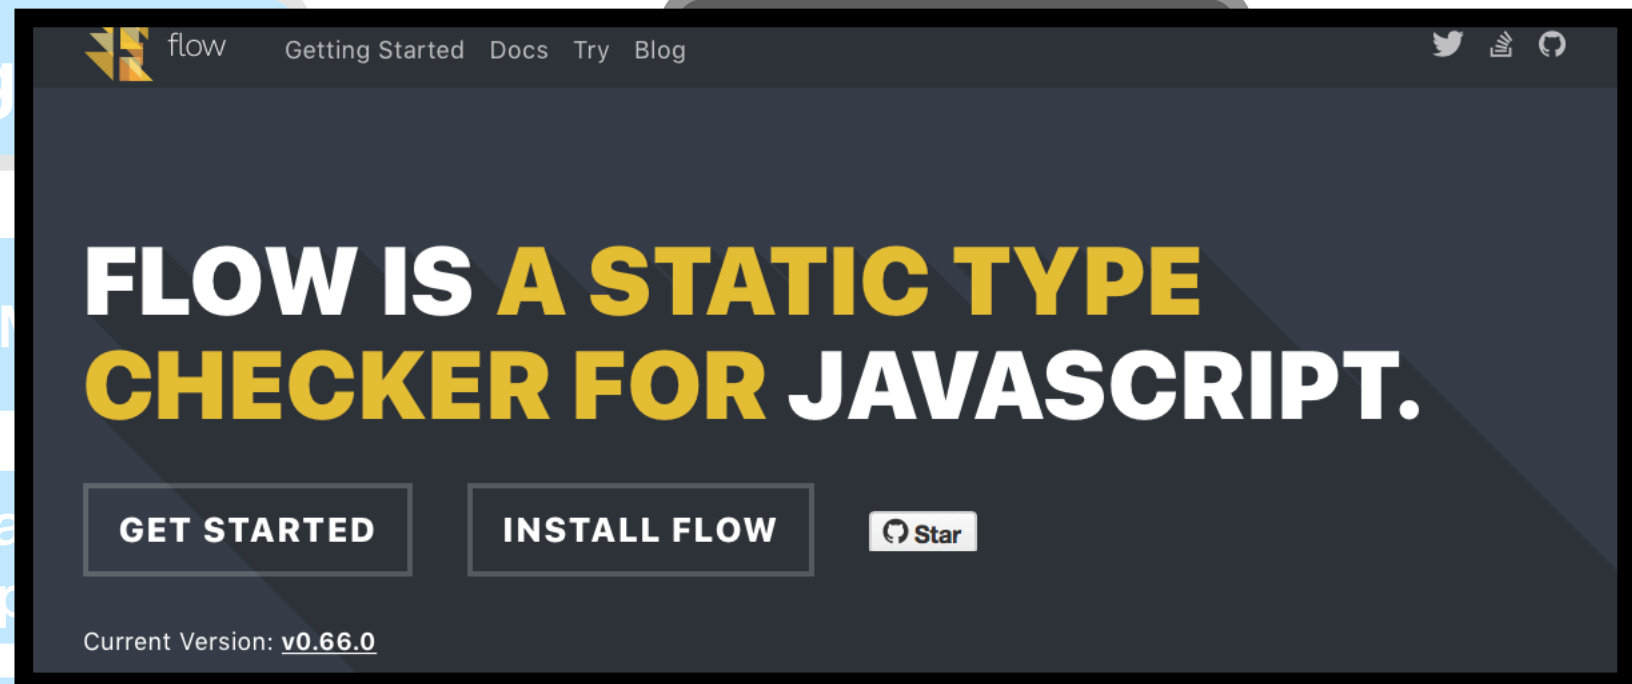 flow
Getting Started Docs Try Blog
FLOW IS A STATIC TYPE
CHECKER FOR JAVASCRIPT.
GET STARTED
INSTALL FLOW
Star
Current Version: v0.66.0